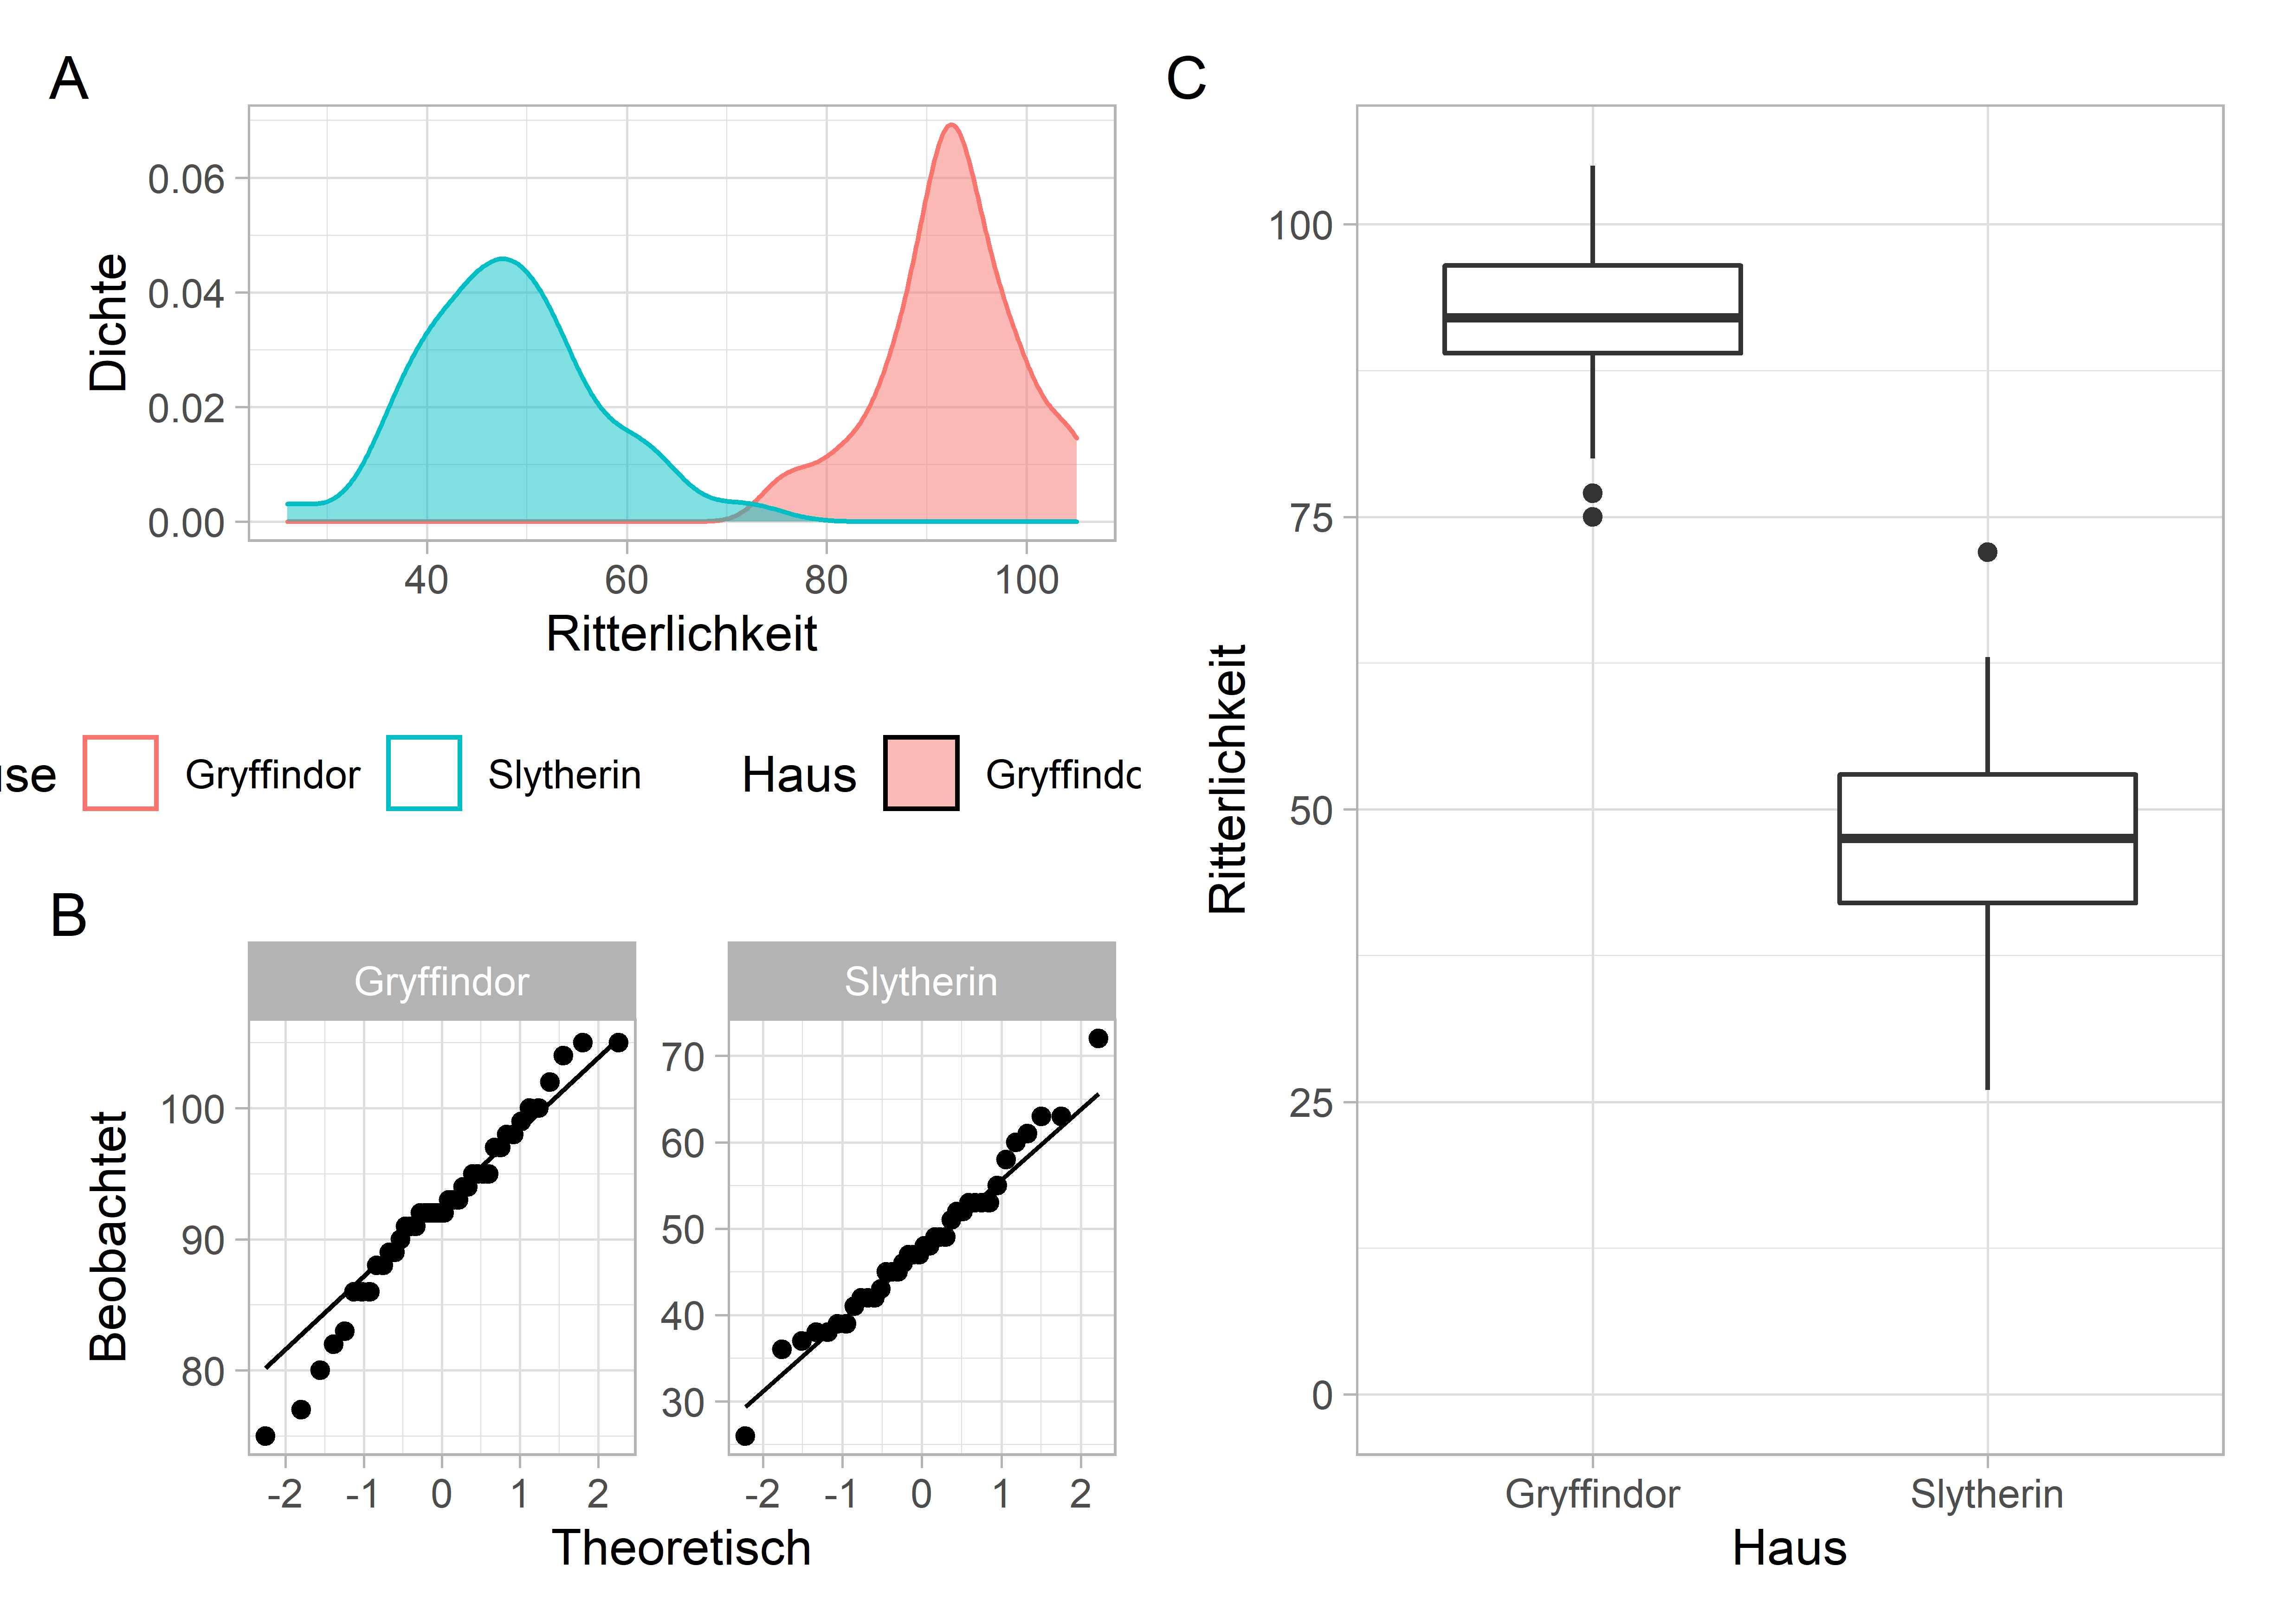 A
0.06
0.04
0.02
0.00
Dichte
40 60 80 100
Ritterlichkeit
Gryffindor Slytherin Haus
B
Gryffindor Slytherin
100
90
80
Beobachtet
70
60
50
40
30
-2 -1 0 1 2 -2 -1 0 1 2
Theoretisch
C
100
75
50
25
0
Ritterlichkeit
Gryffindor Slytherin
Haus